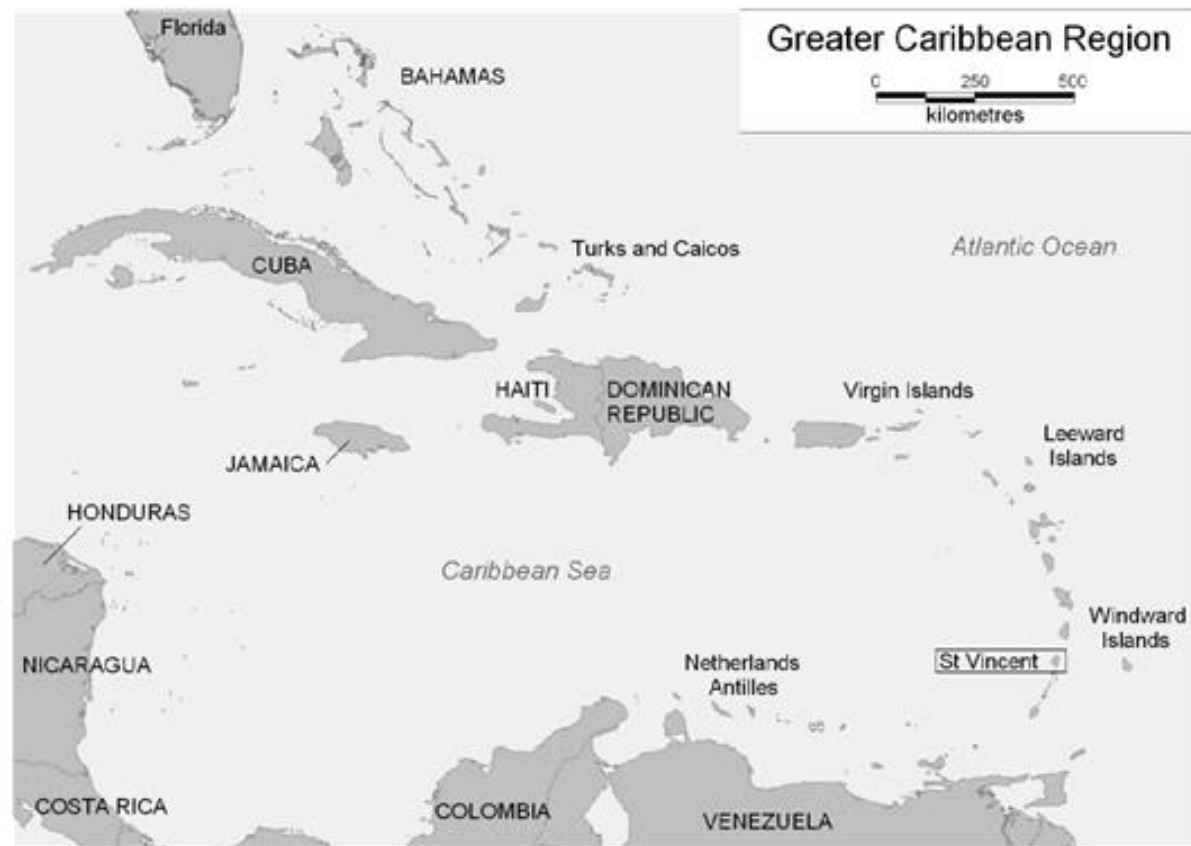 Florida
Greater Caribbean Region
0 250 500
kilometres
BAHAMAS
Turks and Caicos
Atlantic Ocean
CUBA
HAITI
DOMINICAN
REPUBLIC
Virgin Islands
Leeward
Islands
JAMAICA
HONDURAS
Caribbean Sea
Windward
Islands
NICARAGUA
Netherlands
Antilles
St Vincent
COSTA RICA
COLOMBIA
VENEZUELA